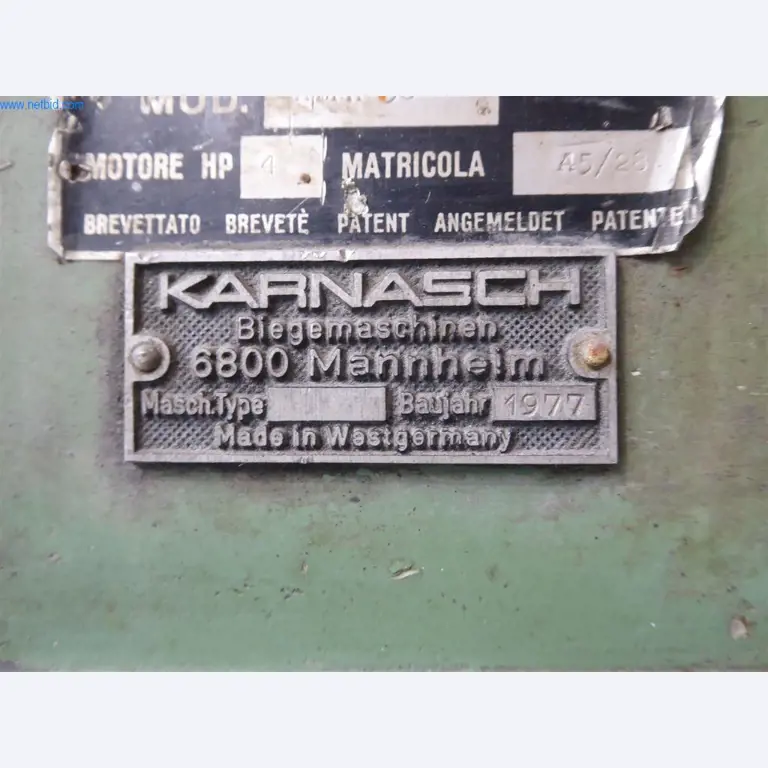 www.netbid.com
MOD.
MOTORE HP 4 MATRICOLA 45/28
BREVETTATO BREVETÈ PATENT ANGEMELDET PATENTE
KARNASCH
Biegemaschinen
6800 Mannheim
Masch.Type Baujahr 1977
Made in Westgermany